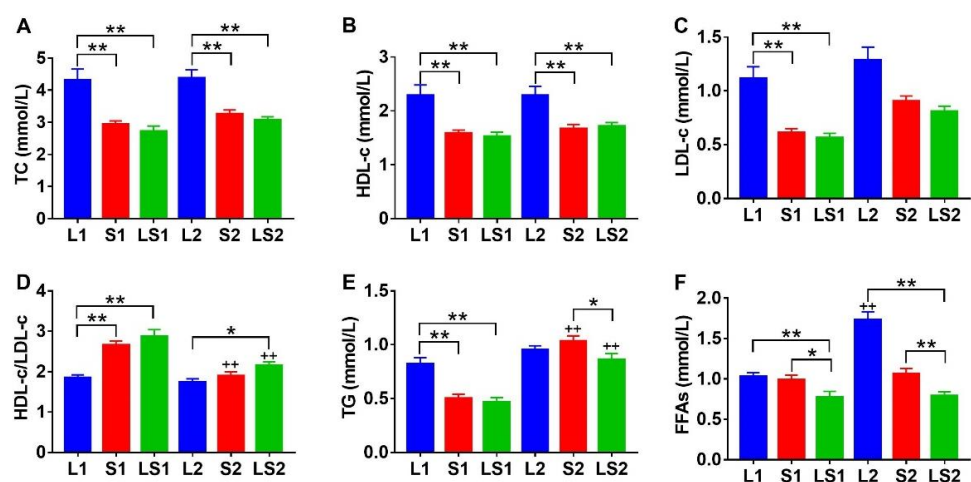 A
TC (mmol/L)
5
4
3
2
1
0
**
**
**
**
L1 S1 LS1 L2 S2 LS2
B
HDL-c (mmol/L)
3
2
1
0
**
**
**
**
L1 S1 LS1 L2 S2 LS2
C
LDL-c (mmol/L)
1.5
1.0
0.5
0.0
**
**
L1 S1 LS1 L2 S2 LS2
D
HDL-c/LDL-c
4
3
2
1
0
**
**
*
++
++
L1 S1 LS1 L2 S2 LS2
E
TG (mmol/L)
1.5
1.0
0.5
0.0
**
**
*
++
++
L1 S1 LS1 L2 S2 LS2
F
FFAs (mmol/L)
2.0
1.5
1.0
0.5
0.0
**
*
++
**
**
L1 S1 LS1 L2 S2 LS2